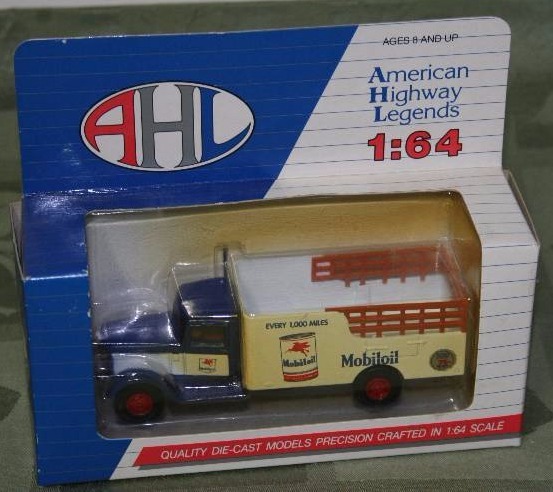 AGES 8 AND UP
AHL
American
Highway
Legends
1:64
EVERY 1,000 MILES
Mobiloil
Mobiloil
QUALITY DIE-CAST MODELS PRECISION CRAFTED IN 1:64 SCALE